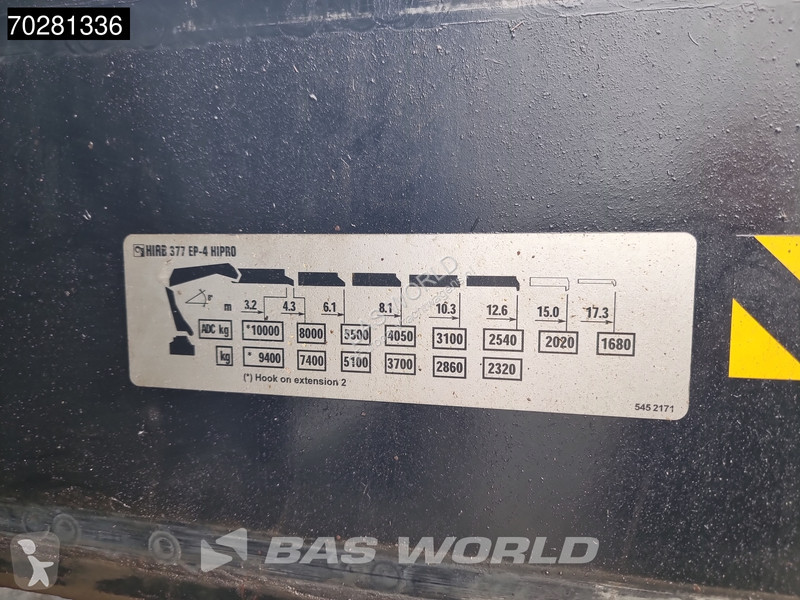 70281336
HIAB 377 EP-4 HIPRO
r
m 3.2 4.3 6.1 8.1 10.3 12.6 15.0 17.3
ADC kg *10000 8000 5500 4050 3100 2540 2020 1680
kg * 9400 7400 5100 3700 2860 2320
(*) Hook on extension 2
545 2171
BAS WORLD
BAS WORLD